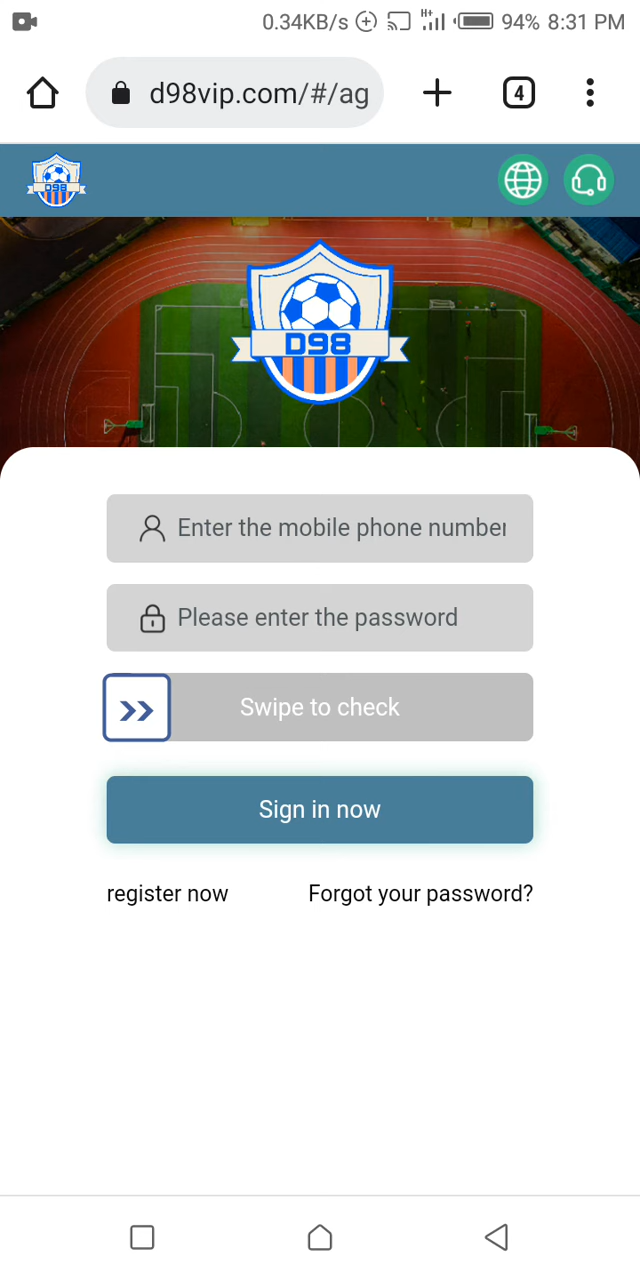 0.34KB/s H+ 94% 8:31 PM
d98vip.com/#/ag
4
D98
D98
Enter the mobile phone number
Please enter the password
Swipe to check
Sign in now
register now Forgot your password?